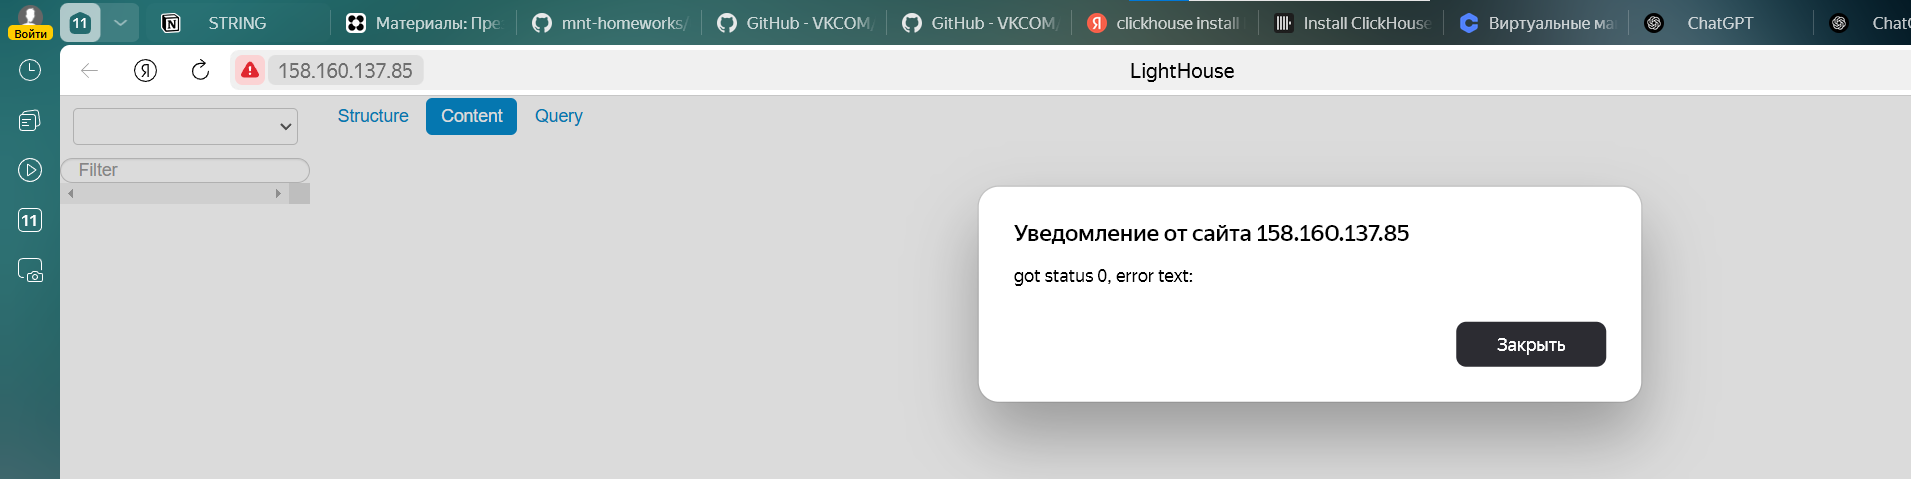 Войти
11
STRING
Материалы: Пре
mnt-homeworks/
GitHub - VKCOM/
GitHub - VKCOM/
Я clickhouse install
Install ClickHouse
Виртуальные ма
ChatGPT
ChatG
Я
158.160.137.85
LightHouse
Structure
Content
Query
Filter
11
Уведомление от сайта 158.160.137.85
got status 0, error text:
Закрыть